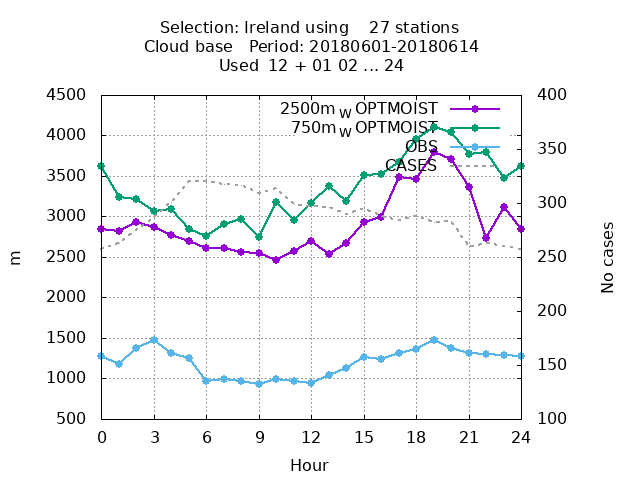 Selection: Ireland using 27 stations
Cloud base Period: 20180601-20180614
Used 12 + 01 02 ... 24
4500 400
2500m W OPTMOIST
750m W OPTMOIST
4000 350
OBS
CASES
3500
3000 300
2500 250
m
No cases
2000 200
1500 150
1000
500 100
0 3 6 9 12 15 18 21 24
Hour